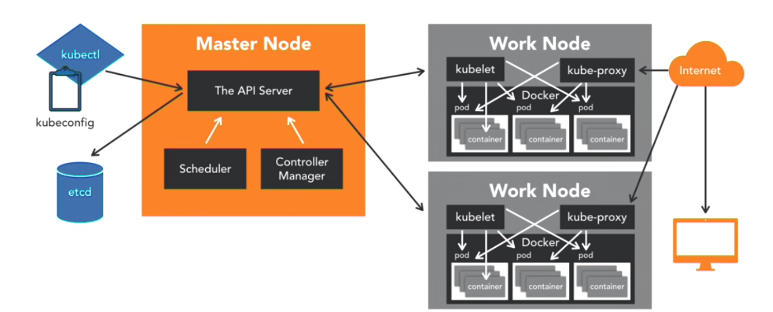 kubectl
kubeconfig
etcd
Master Node
The API Server
Scheduler
Controller
Manager
Work Node
kubelet
kube-proxy
Docker
pod
pod
pod
container
container
container
Work Node
kubelet
kube-proxy
Docker
pod
pod
pod
container
container
container
Internet